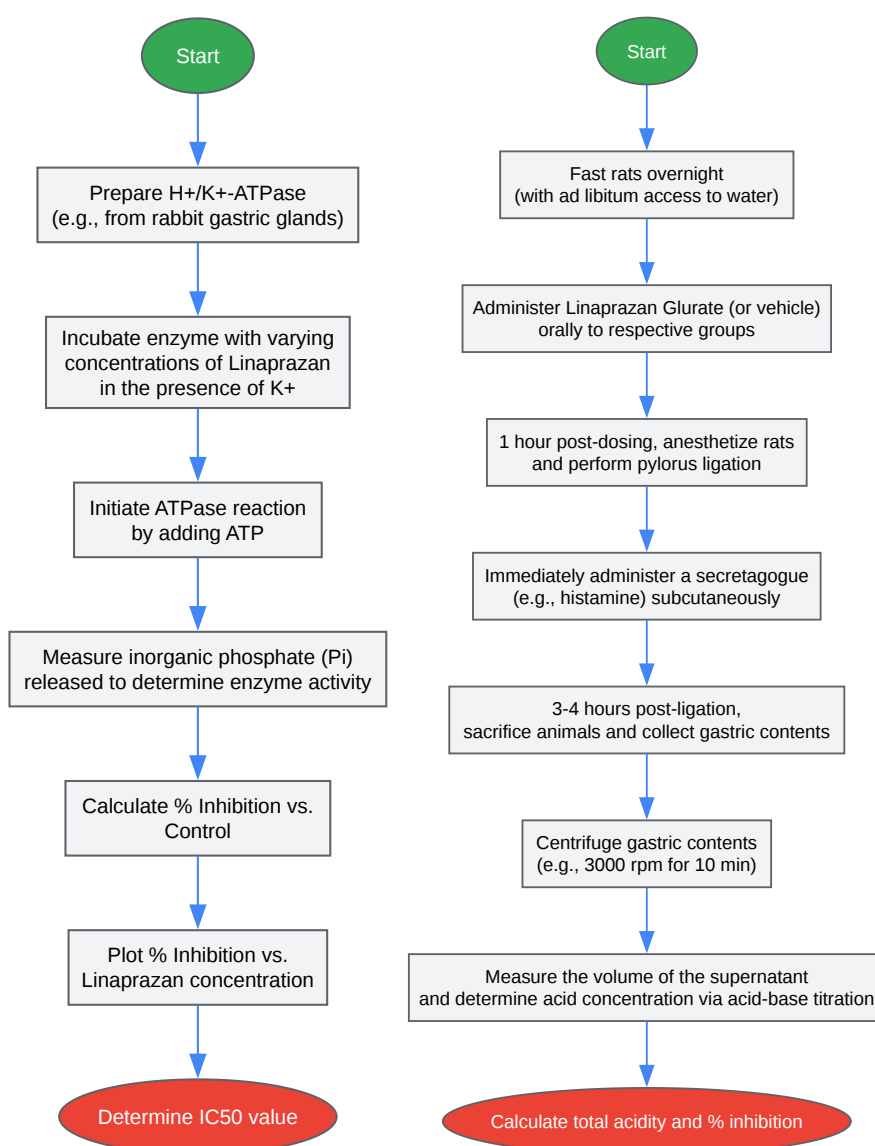 Start
Prepare H+/K+-ATPase
(e.g., from rabbit gastric glands)
Incubate enzyme with varying
concentrations of Linaprazan
in the presence of K+
Initiate ATPase reaction
by adding ATP
Measure inorganic phosphate (Pi)
released to determine enzyme activity
Calculate % Inhibition vs.
Control
Plot % Inhibition vs.
Linaprazan concentration
Determine IC50 value
Start
Fast rats overnight
(with ad libitum access to water)
Administer Linaprazan Glurate (or vehicle)
orally to respective groups
1 hour post-dosing, anesthetize rats
and perform pylorus ligation
Immediately administer a secretagogue
(e.g., histamine) subcutaneously
3-4 hours post-ligation,
sacrifice animals and collect gastric contents
Centrifuge gastric contents
(e.g., 3000 rpm for 10 min)
Measure the volume of the supernatant
and determine acid concentration via acid-base titration
Calculate total acidity and % inhibition